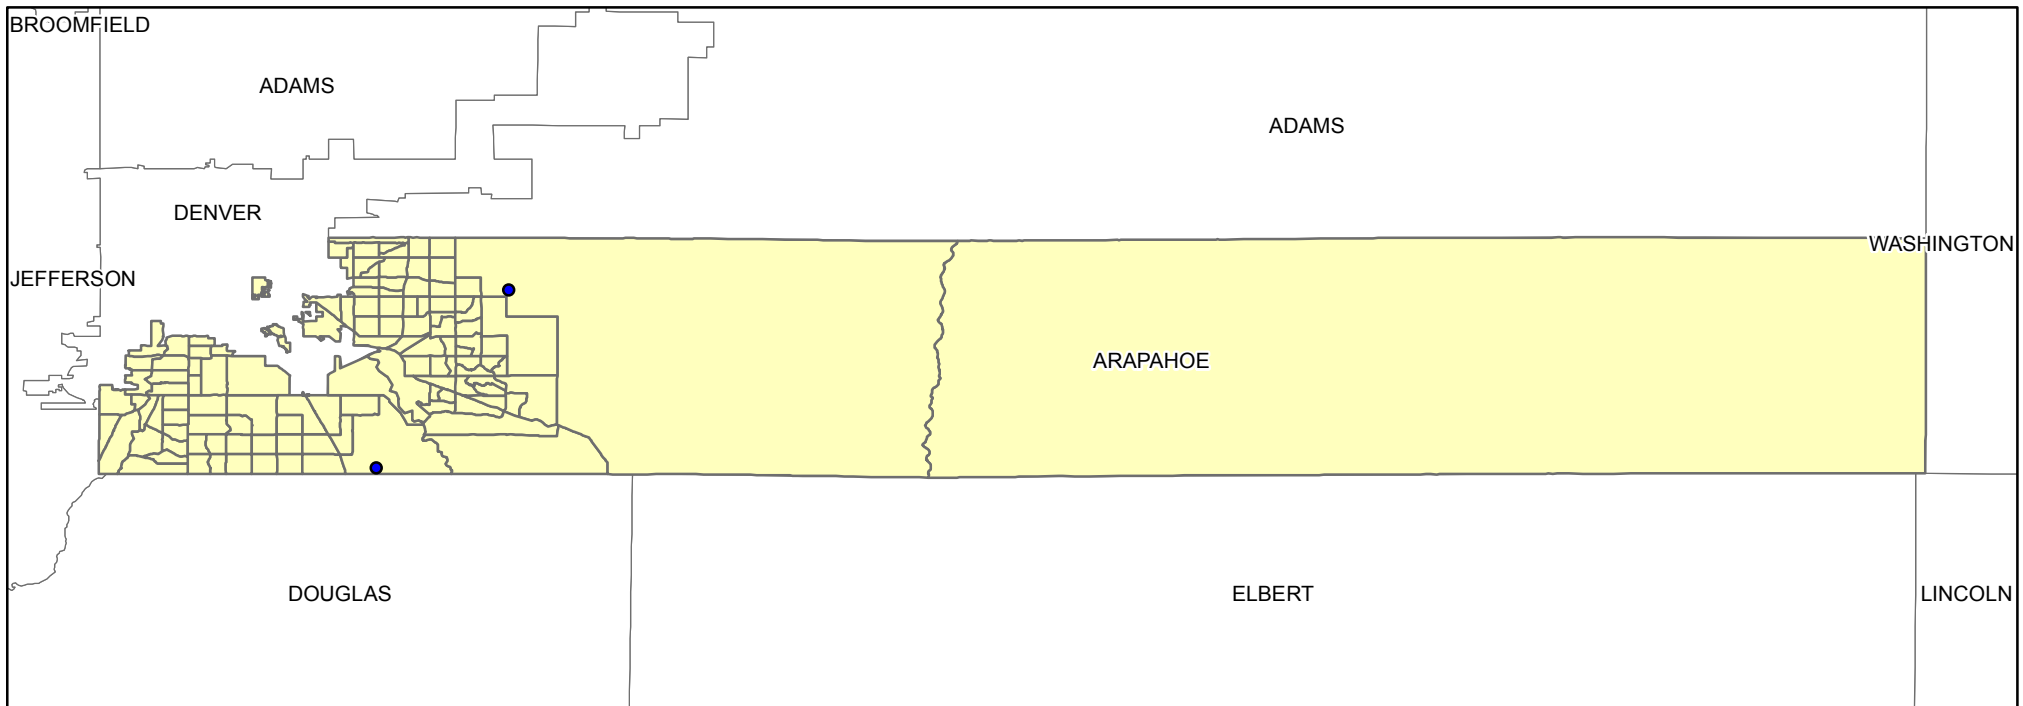 BROOMFIELD
ADAMS
ADAMS
DENVER
WASHINGTON
JEFFERSON
ARAPAHOE
DOUGLAS
ELBERT
LINCOLN